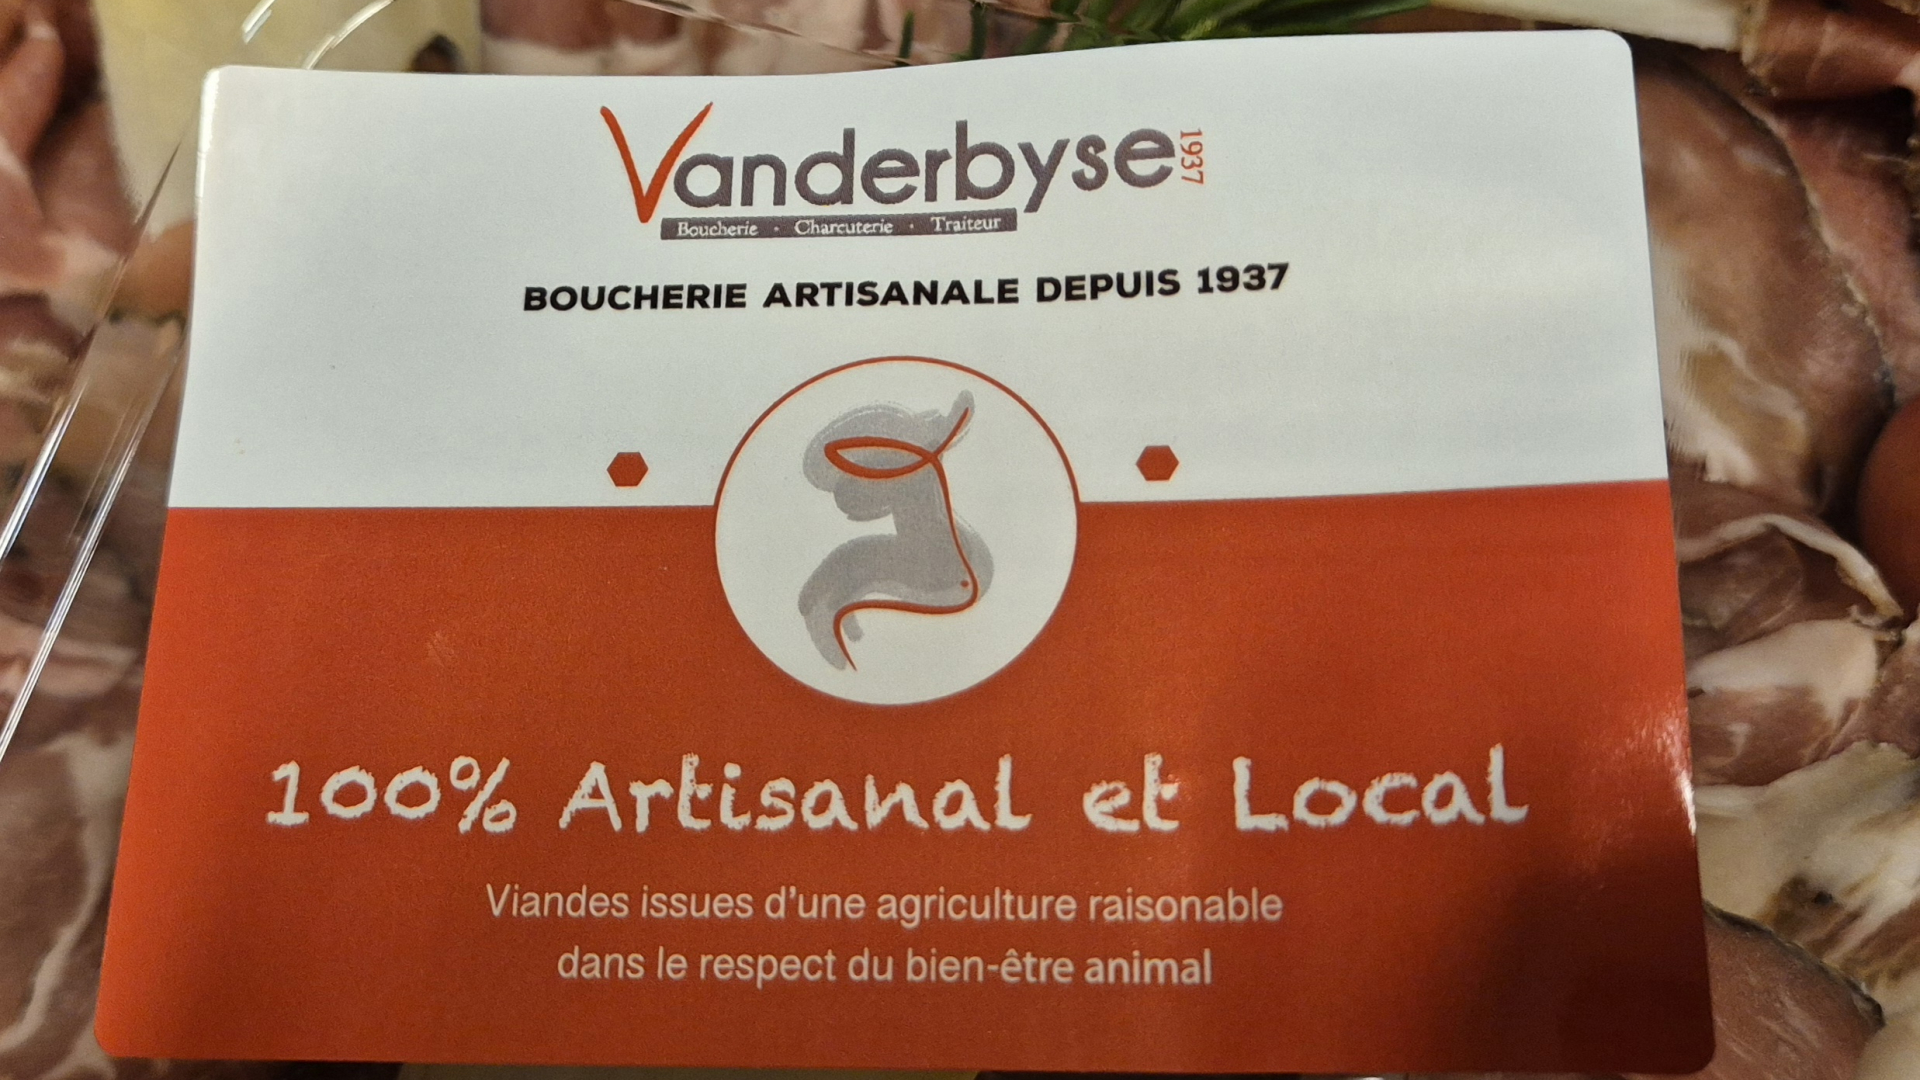 Vanderbyse 1937
Boucherie · Charcuterie · Traiteur
BOUCHERIE ARTISANALE DEPUIS 1937
100% Artisanal et Local
Viandes issues d'une agriculture raisonable
dans le respect du bien-être animal